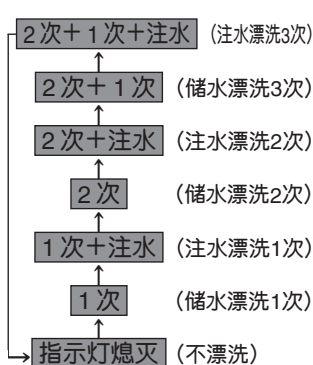 2次＋1次＋注水 (注水漂洗3次)
2次＋1次 (储水漂洗3次)
2次＋注水 (注水漂洗2次)
2次 (储水漂洗2次)
1次＋注水 (注水漂洗1次)
1次 (储水漂洗1次)
指示灯熄灭 (不漂洗)